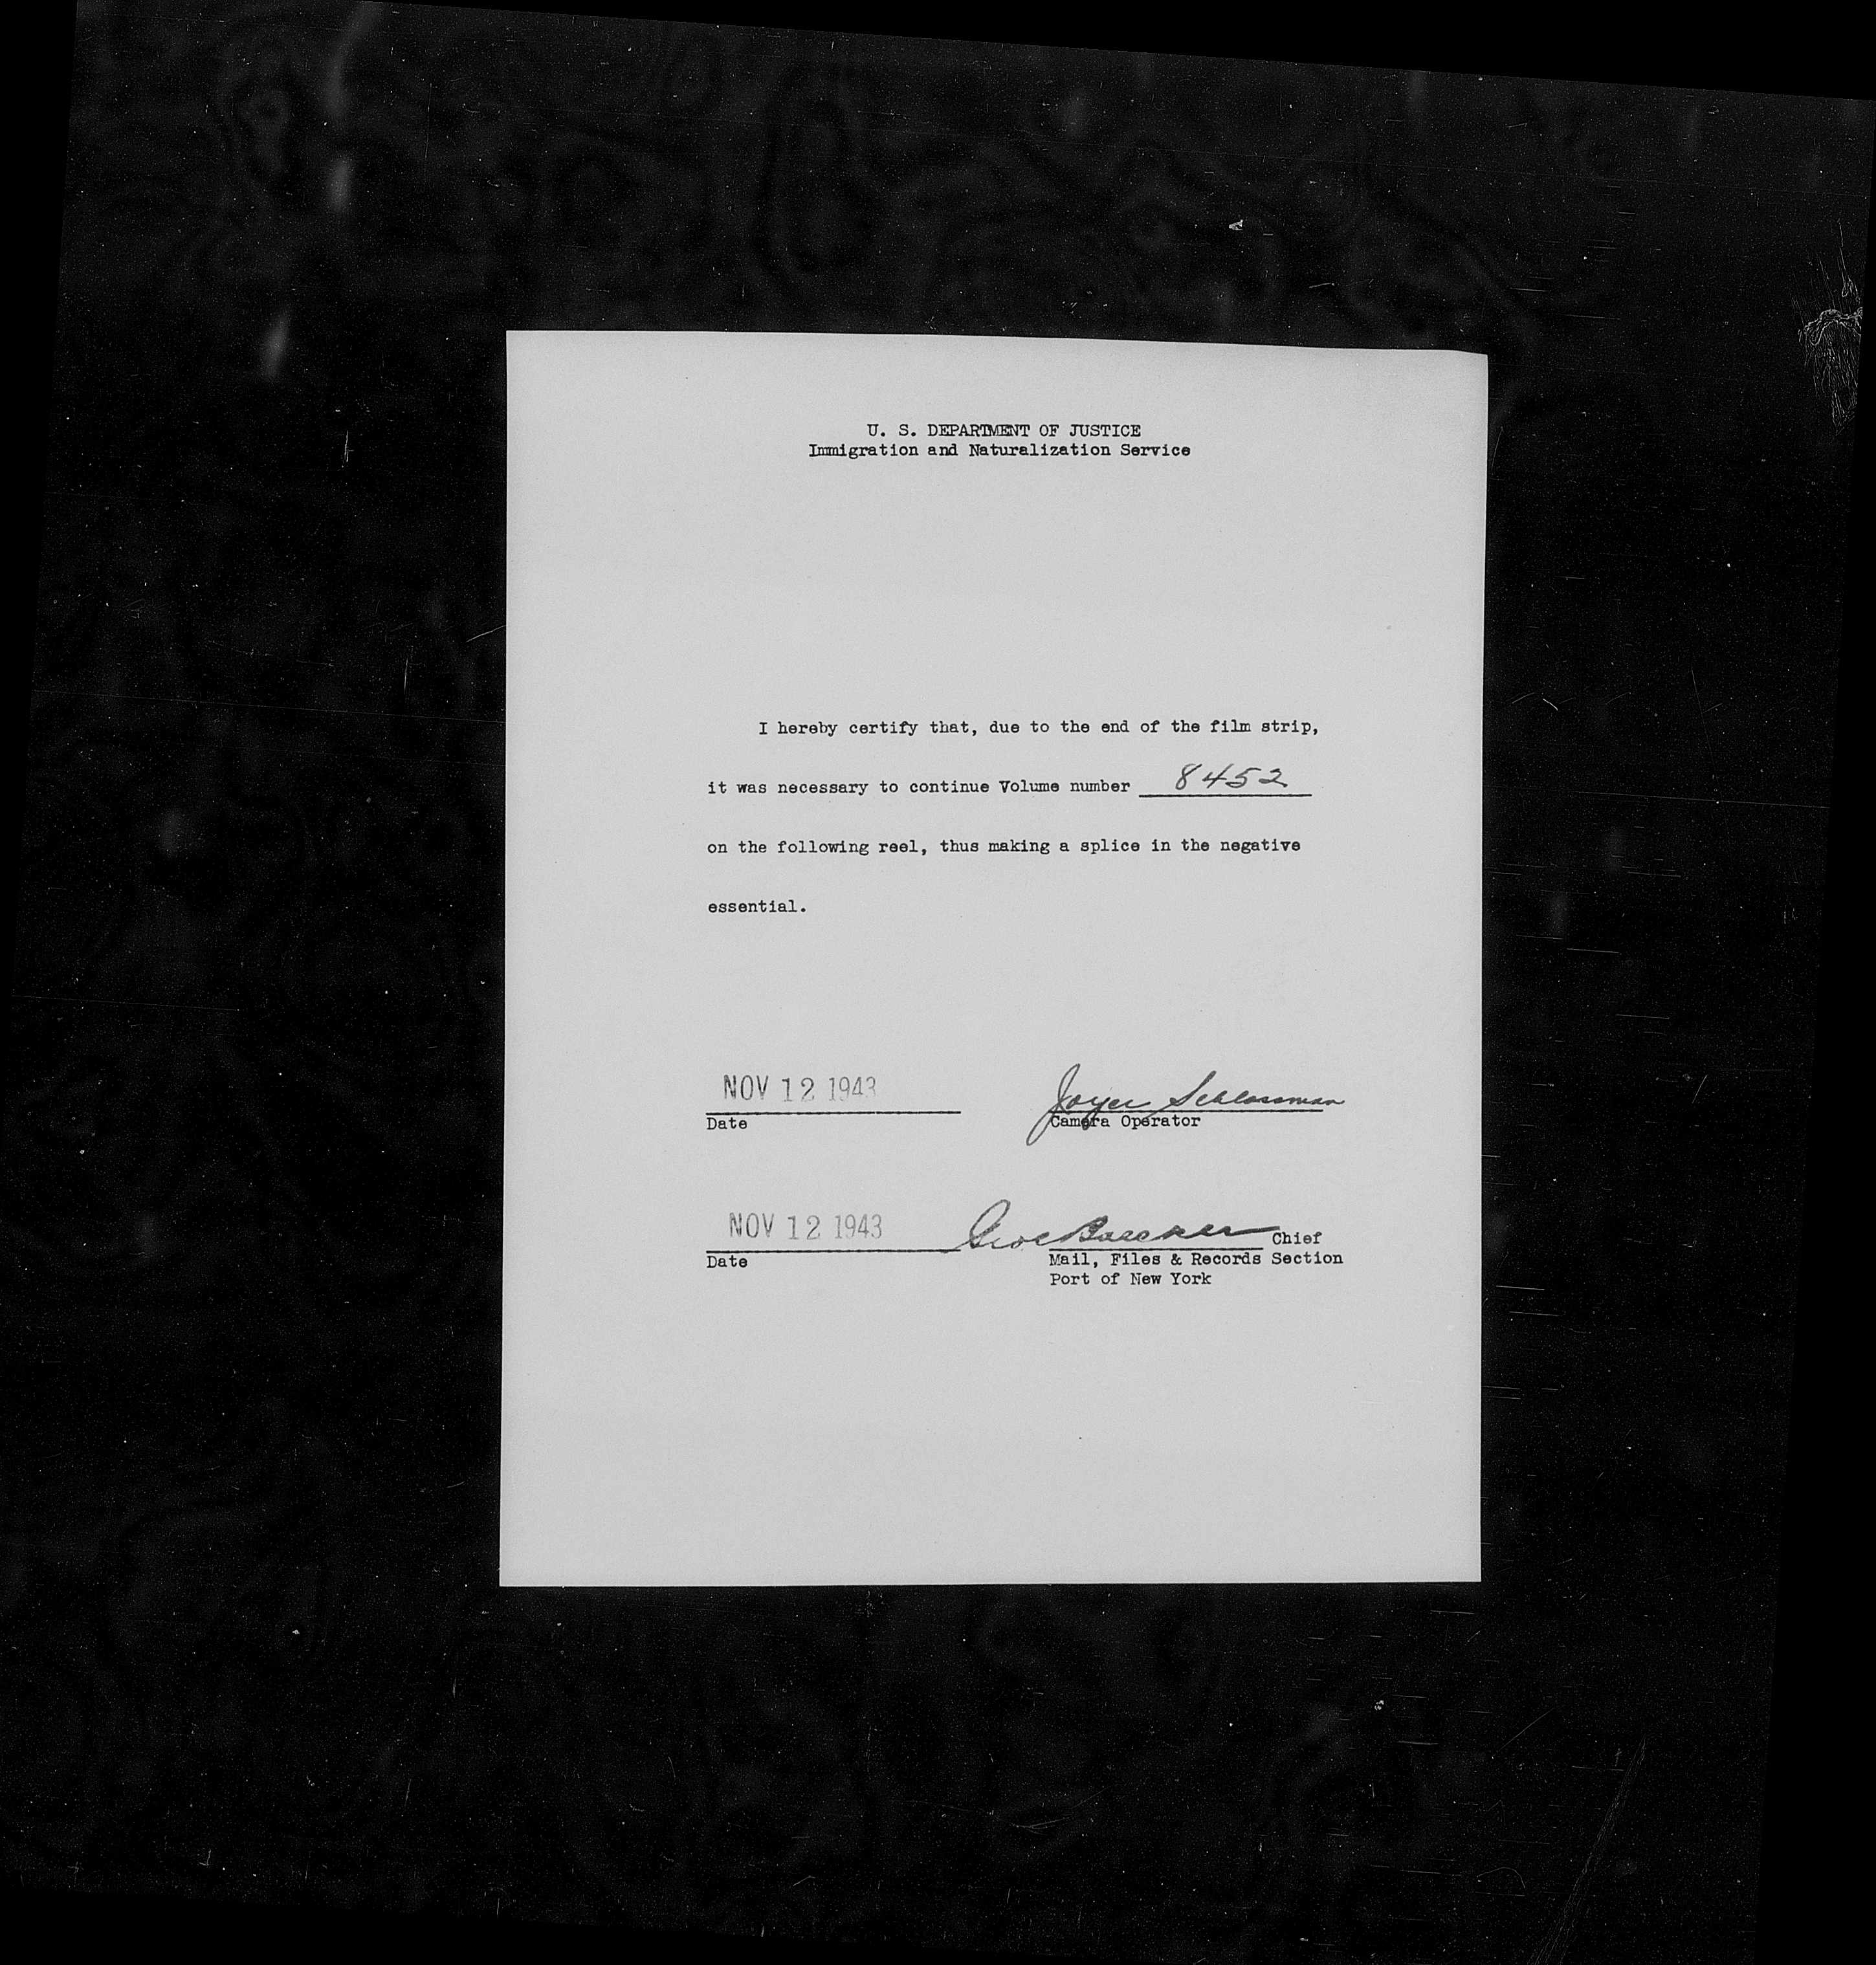 U. S. DEPARTMENT OF JUSTICE
Immigration and Naturalization Service
I hereby certify that, due to the end of the film strip,
it was necessary to continue Volume number 8452
on the following reel, thus making a splice in the negative
essential.
NOV 12 1943 Joyce Schlossman
Date Camera Operator
NOV 12 1943 Chief
Date Mail, Files & Records Section
Port of New York